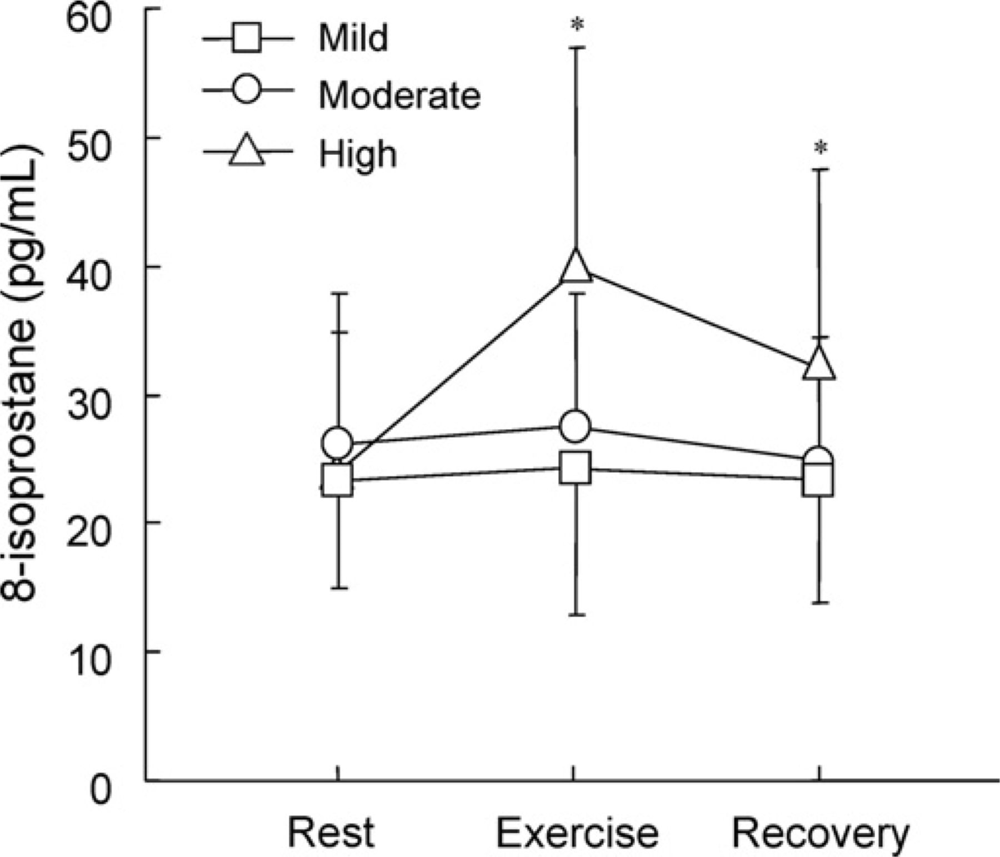 60
50
40
30
20
10
0
8-isoprostane (pg/mL)
Mild
Moderate
High
*
*
Rest
Exercise
Recovery